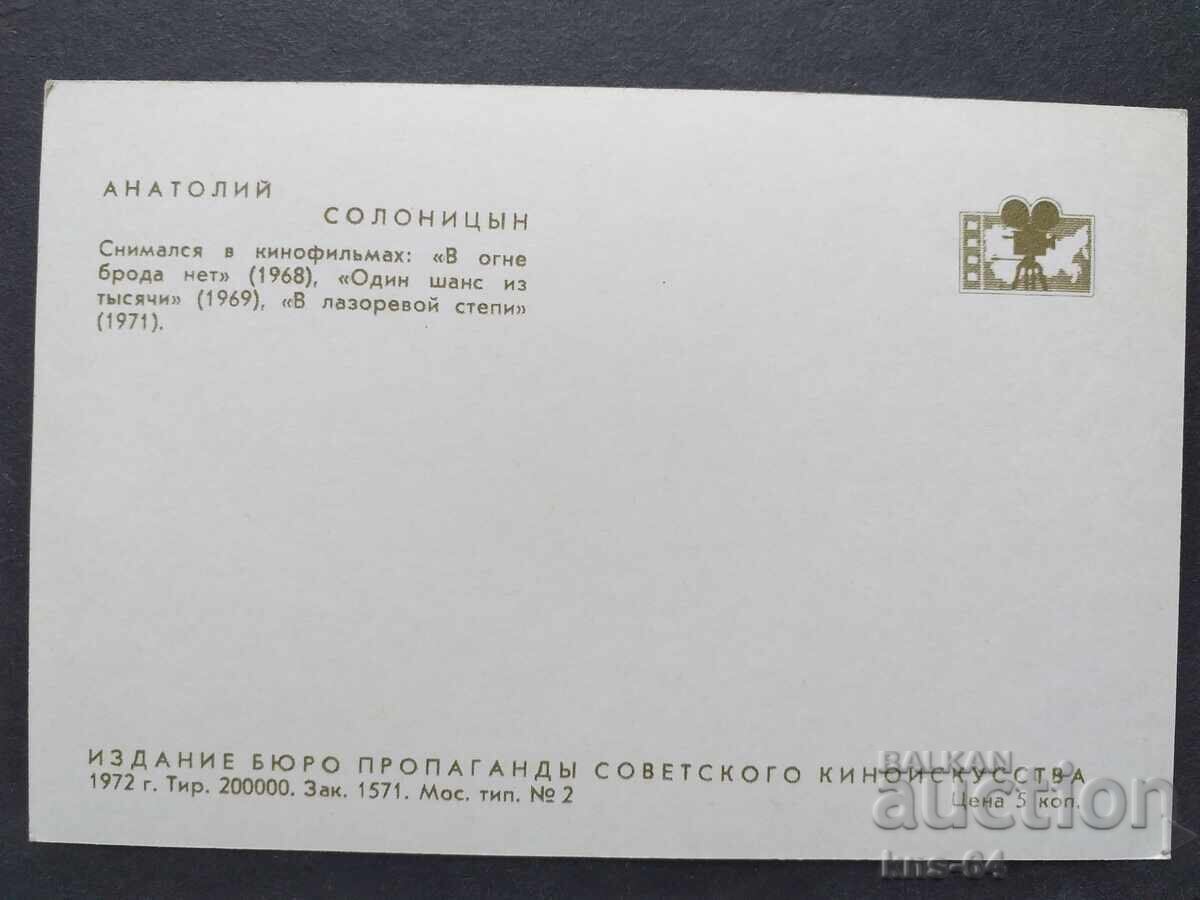 АНАТОЛИЙ
СОЛОНИЦЫН
Снимался в кинофильмах: «В огне
брода нет» (1968), «Один шанс из
тысячи» (1969), «В лазоревой степи»
(1971).
ИЗДАНИЕ БЮРО ПРОПАГАНДЫ СОВЕТСКОГО КИНОИСКУССТВА
1972 г. Тир. 200000. Зак. 1571. Мос. тип. № 2
Цена 5 коп.
BALKAN
auction
kns-64